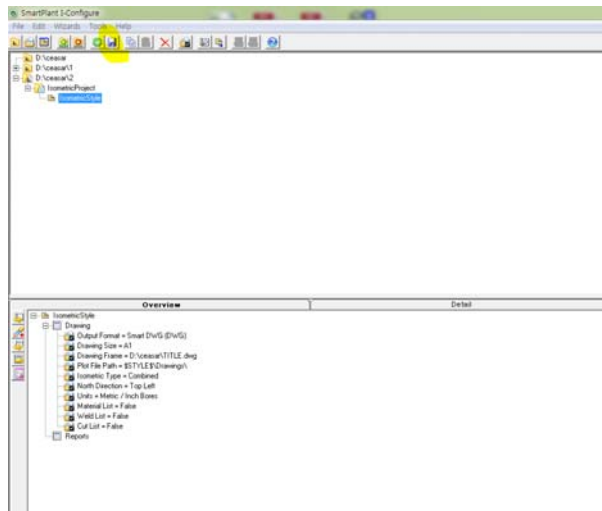 SmartPlant I-Configure
File Edit Wizards Tools Help
D:\ceasar
D:\ceasar\1
D:\ceasar\2
IsometricProject
IsometricStyle
Overview Detail
IsometricStyle
Drawing
Output Format = Smart DWG (DWG)
Drawing Size = A1
Drawing Frame = D:\ceasar\TITLE.dwg
Plot File Path = $STYLE$\Drawings\
Isometric Type = Combined
North Direction = Top Left
Units = Metric / Inch Bores
Material List = False
Weld List = False
Cut List = False
Reports